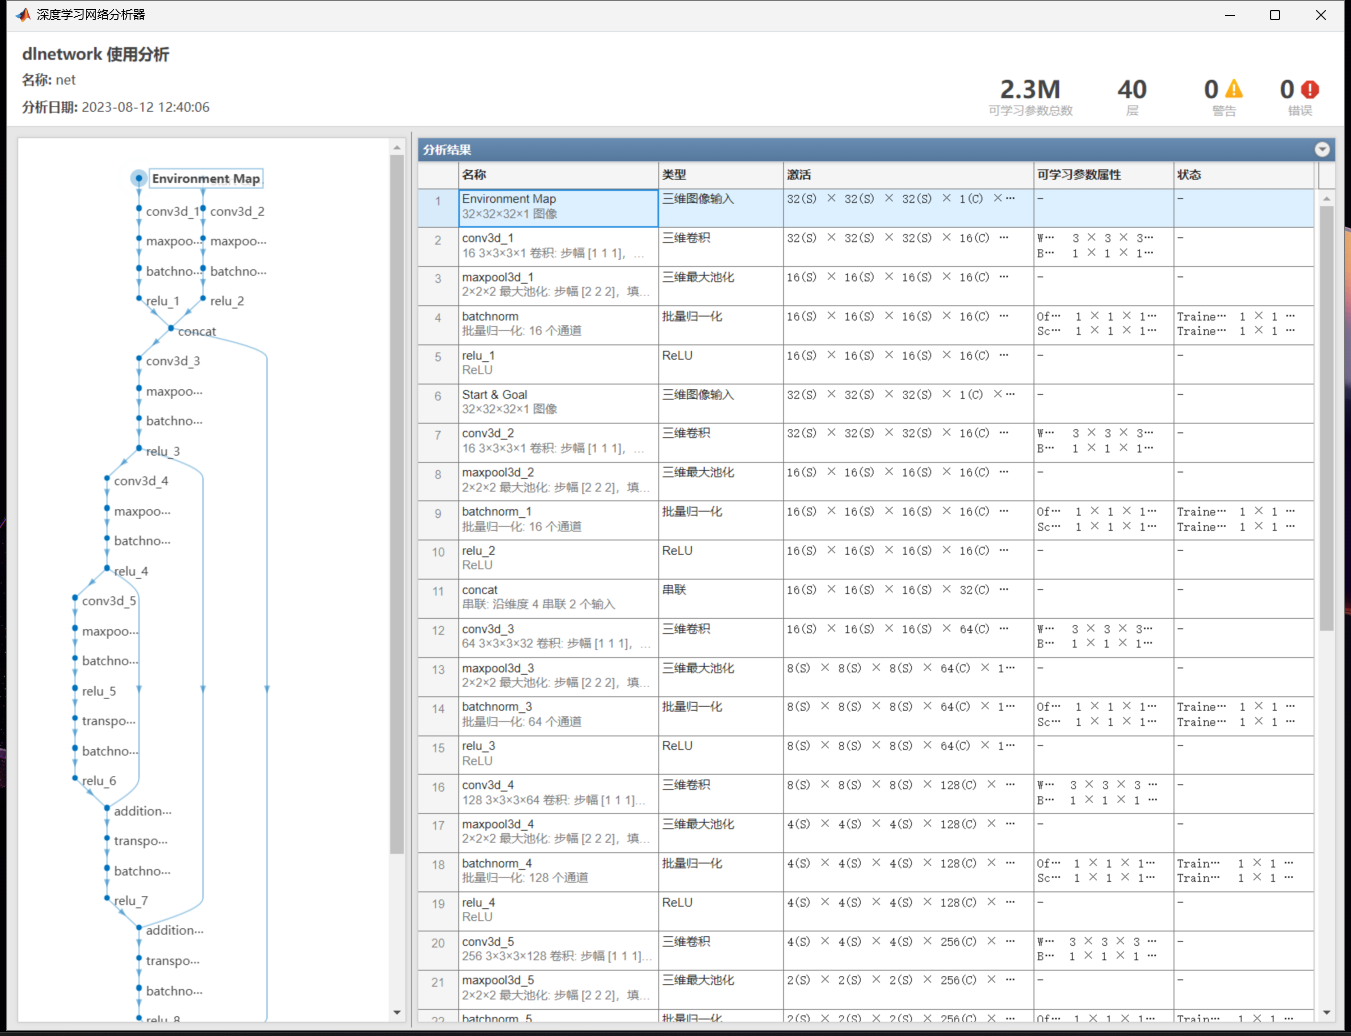 深度学习网络分析器
dlnetwork 使用分析
名称: net
分析日期: 2023-08-12 12:40:06
2.3M
可学习参数总数
40
层
0
警告
0
错误
Environment Map
conv3d_1 conv3d_2
maxpoo··· maxpoo···
batchno··· batchno···
relu_1 relu_2
concat
conv3d_3
maxpoo···
batchno···
relu_3
conv3d_4
maxpoo···
batchno···
relu_4
conv3d_5
maxpoo···
batchno···
relu_5
transpo···
batchno···
relu_6
addition···
transpo···
batchno···
relu_7
addition···
transpo···
batchno···
relu_8
分析结果
名称 类型 激活 可学习参数属性 状态
1 Environment Map 三维图像输入 32(S) × 32(S) × 32(S) × 1(C) ×··· - -
32×32×32×1 图像
2 conv3d_1 三维卷积 32(S) × 32(S) × 32(S) × 16(C) ··· W··· 3 × 3 × 3··· -
16 3×3×3×1 卷积: 步幅 [1 1 1], ... B··· 1 × 1 × 1···
3 maxpool3d_1 三维最大池化 16(S) × 16(S) × 16(S) × 16(C) ··· - -
2×2×2 最大池化: 步幅 [2 2 2], 填...
4 batchnorm 批量归一化 16(S) × 16(S) × 16(S) × 16(C) ··· Of··· 1 × 1 × 1··· Traine··· 1 × 1 ···
批量归一化: 16 个通道 Sc··· 1 × 1 × 1··· Traine··· 1 × 1 ···
5 relu_1 ReLU 16(S) × 16(S) × 16(S) × 16(C) ··· - -
ReLU
6 Start & Goal 三维图像输入 32(S) × 32(S) × 32(S) × 1(C) ×··· - -
32×32×32×1 图像
7 conv3d_2 三维卷积 32(S) × 32(S) × 32(S) × 16(C) ··· W··· 3 × 3 × 3··· -
16 3×3×3×1 卷积: 步幅 [1 1 1], ... B··· 1 × 1 × 1···
8 maxpool3d_2 三维最大池化 16(S) × 16(S) × 16(S) × 16(C) ··· - -
2×2×2 最大池化: 步幅 [2 2 2], 填...
9 batchnorm_1 批量归一化 16(S) × 16(S) × 16(S) × 16(C) ··· Of··· 1 × 1 × 1··· Traine··· 1 × 1 ···
批量归一化: 16 个通道 Sc··· 1 × 1 × 1··· Traine··· 1 × 1 ···
10 relu_2 ReLU 16(S) × 16(S) × 16(S) × 16(C) ··· - -
ReLU
11 concat 串联 16(S) × 16(S) × 16(S) × 32(C) ··· - -
串联: 沿维度 4 串联 2 个输入
12 conv3d_3 三维卷积 16(S) × 16(S) × 16(S) × 64(C) ··· W··· 3 × 3 × 3··· -
64 3×3×3×32 卷积: 步幅 [1 1 1], ... B··· 1 × 1 × 1···
13 maxpool3d_3 三维最大池化 8(S) × 8(S) × 8(S) × 64(C) × 1··· - -
2×2×2 最大池化: 步幅 [2 2 2], 填...
14 batchnorm_3 批量归一化 8(S) × 8(S) × 8(S) × 64(C) × 1··· Of··· 1 × 1 × 1··· Traine··· 1 × 1 ···
批量归一化: 64 个通道 Sc··· 1 × 1 × 1··· Traine··· 1 × 1 ···
15 relu_3 ReLU 8(S) × 8(S) × 8(S) × 64(C) × 1··· - -
ReLU
16 conv3d_4 三维卷积 8(S) × 8(S) × 8(S) × 128(C) × ··· W··· 3 × 3 × 3 ··· -
128 3×3×3×64 卷积: 步幅 [1 1 1]... B··· 1 × 1 × 1 ···
17 maxpool3d_4 三维最大池化 4(S) × 4(S) × 4(S) × 128(C) × ··· - -
2×2×2 最大池化: 步幅 [2 2 2], 填...
18 batchnorm_4 批量归一化 4(S) × 4(S) × 4(S) × 128(C) × ··· Of··· 1 × 1 × 1··· Train··· 1 × 1 ···
批量归一化: 128 个通道 Sc··· 1 × 1 × 1··· Train··· 1 × 1 ···
19 relu_4 ReLU 4(S) × 4(S) × 4(S) × 128(C) × ··· - -
ReLU
20 conv3d_5 三维卷积 4(S) × 4(S) × 4(S) × 256(C) × ··· W··· 3 × 3 × 3 ··· -
256 3×3×3×128 卷积: 步幅 [1 1 1]... B··· 1 × 1 × 1 ···
21 maxpool3d_5 三维最大池化 2(S) × 2(S) × 2(S) × 256(C) × ··· - -
2×2×2 最大池化: 步幅 [2 2 2], 填...
22 batchnorm_5 批量归一化 2(S) × 2(S) × 2(S) × 256(C) × ··· Of··· 1 × 1 × 1··· Train··· 1 × 1 ···